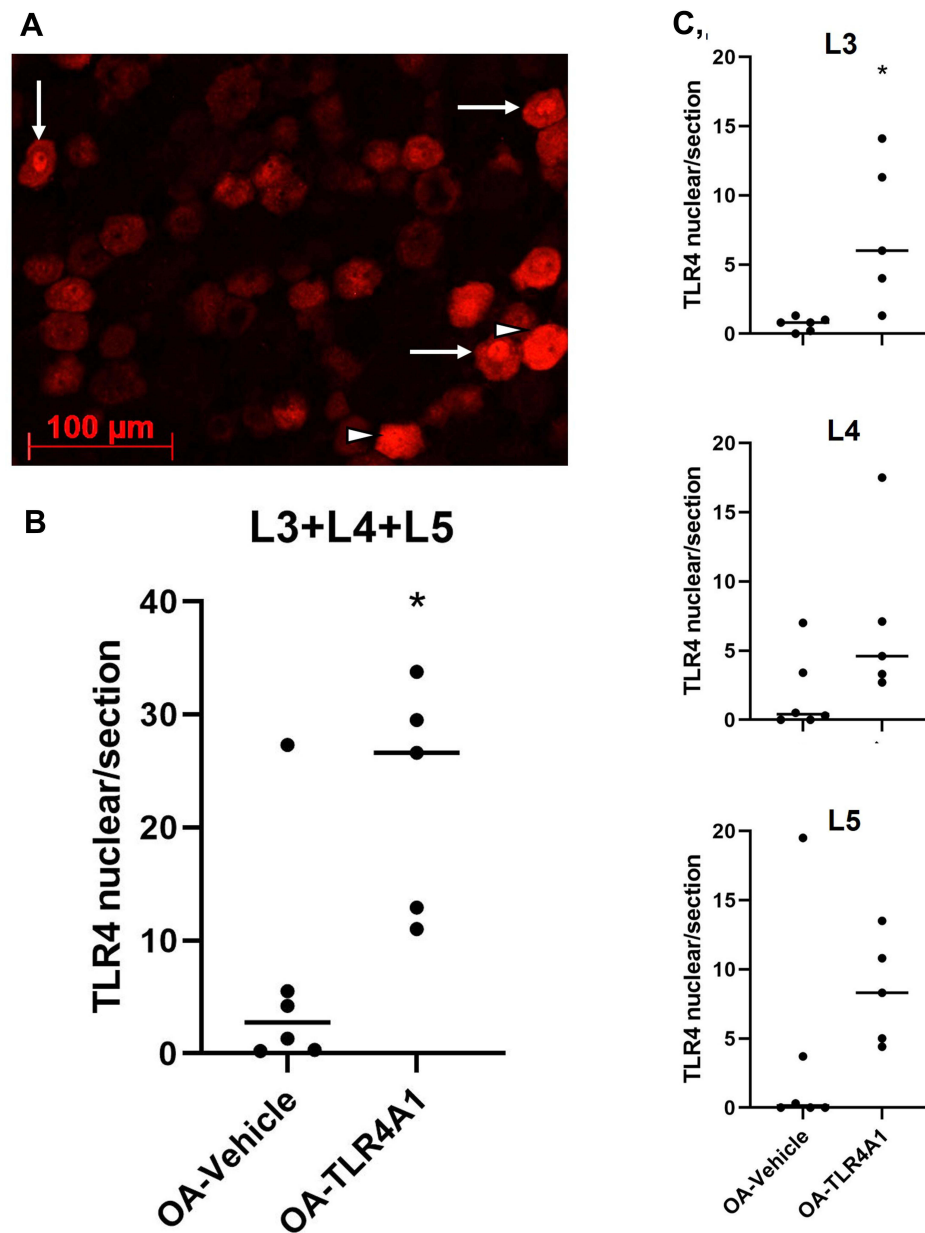 A
100 µm
B
L3+L4+L5
TLR4 nuclear/section
40
*
30
20
10
0
OA-Vehicle
OA-TLR4A1
C,
L3
TLR4 nuclear/section
20
*
15
10
5
0
L4
TLR4 nuclear/section
20
15
10
5
0
L5
TLR4 nuclear/section
20
15
10
5
0
OA-Vehicle
OA-TLR4A1